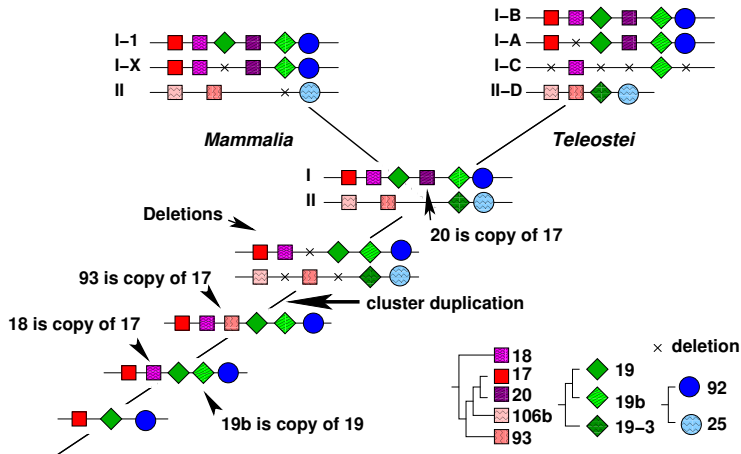 I−B
I−1
I−A
I−X
I−C
II
II−D
Mammalia
Teleostei
I
II
Deletions
20 is copy of 17
93 is copy of 17
cluster duplication
18 is copy of 17
deletion
18
17
19
20
92
19b
106b
25
19−3
93
19b is copy of 19